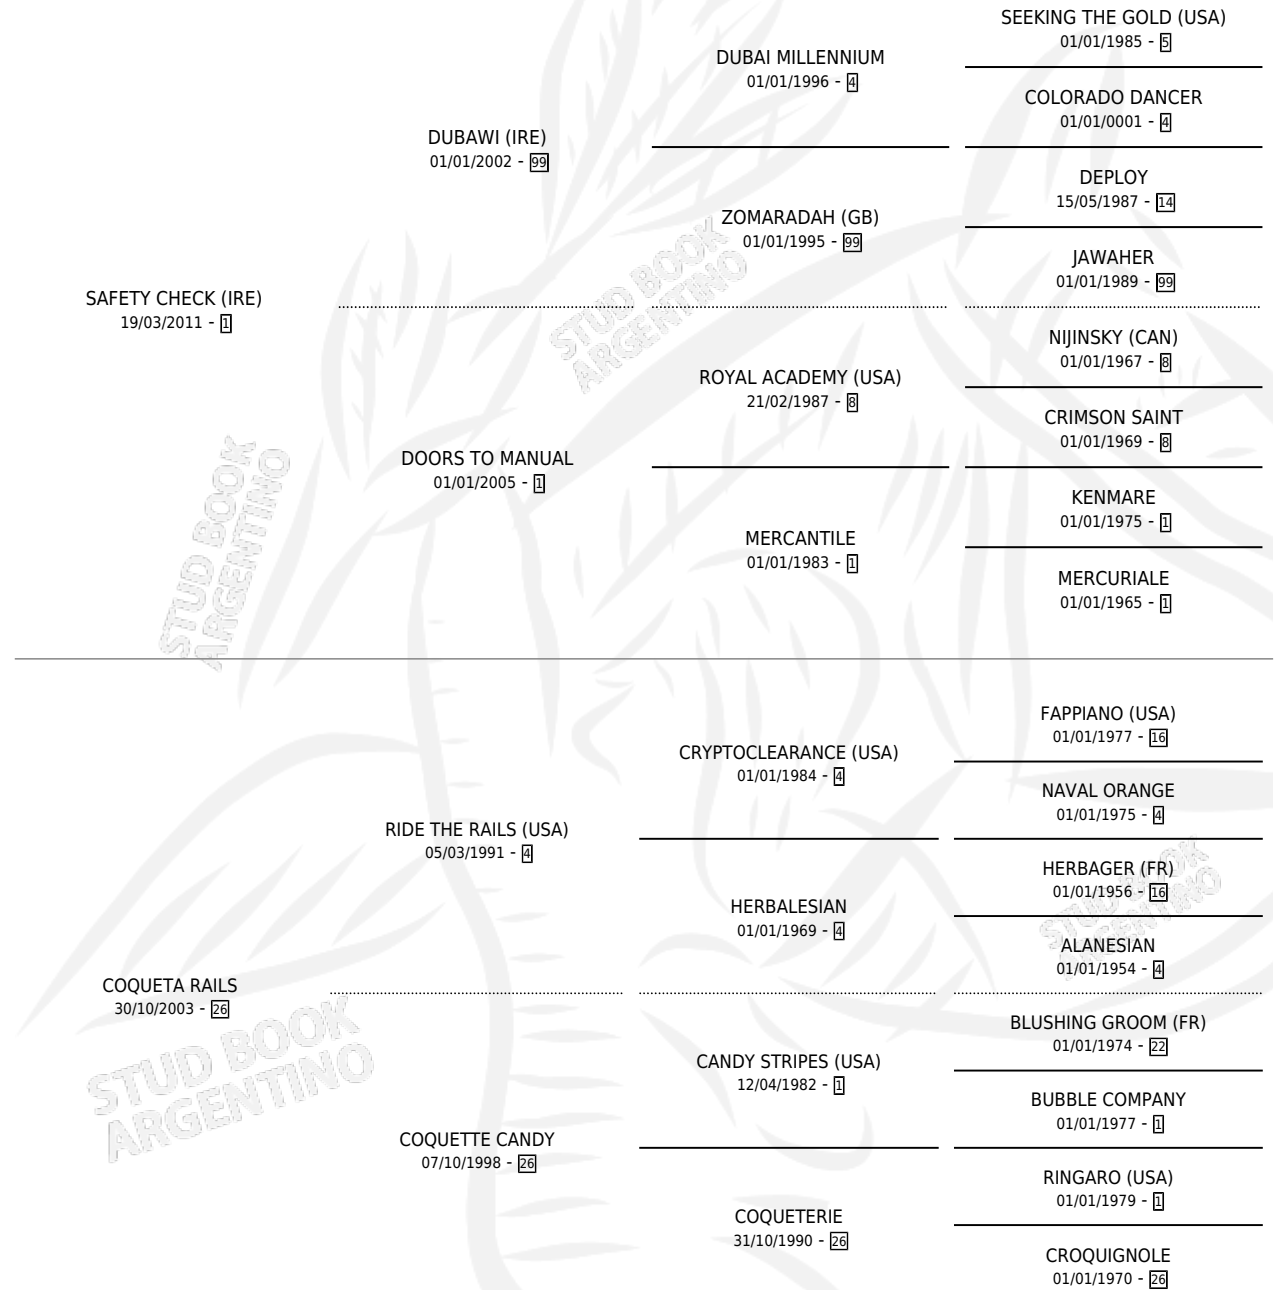 SEEKING THE GOLD (USA)
01/01/1985 - 5
DUBAI MILLENNIUM
01/01/1996 - 4
COLORADO DANCER
01/01/0001 - 4
DUBAWI (IRE)
01/01/2002 - 99
DEPLOY
15/05/1987 - 14
ZOMARADAH (GB)
01/01/1995 - 99
JAWAHER
01/01/1989 - 99
SAFETY CHECK (IRE)
19/03/2011 - 1
STUD BOOK
ARGENTINO
NIJINSKY (CAN)
01/01/1967 - 8
ROYAL ACADEMY (USA)
21/02/1987 - 8
CRIMSON SAINT
01/01/1969 - 8
DOORS TO MANUAL
01/01/2005 - 1
KENMARE
01/01/1975 - 1
MERCANTILE
01/01/1983 - 1
MERCURIALE
01/01/1965 - 1
STUD BOOK
ARGENTINO
FAPPIANO (USA)
01/01/1977 - 16
CRYPTOCLEARANCE (USA)
01/01/1984 - 4
NAVAL ORANGE
01/01/1975 - 4
RIDE THE RAILS (USA)
05/03/1991 - 4
HERBAGER (FR)
01/01/1956 - 16
HERBALESIAN
01/01/1969 - 4
STUD BOOK
ARGENTINO
ALANESIAN
01/01/1954 - 4
COQUETA RAILS
30/10/2003 - 26
BLUSHING GROOM (FR)
01/01/1974 - 22
CANDY STRIPES (USA)
12/04/1982 - 1
BUBBLE COMPANY
01/01/1977 - 1
STUD BOOK
ARGENTINO
COQUETTE CANDY
07/10/1998 - 26
RINGARO (USA)
01/01/1979 - 1
COQUETERIE
31/10/1990 - 26
CROQUIGNOLE
01/01/1970 - 26